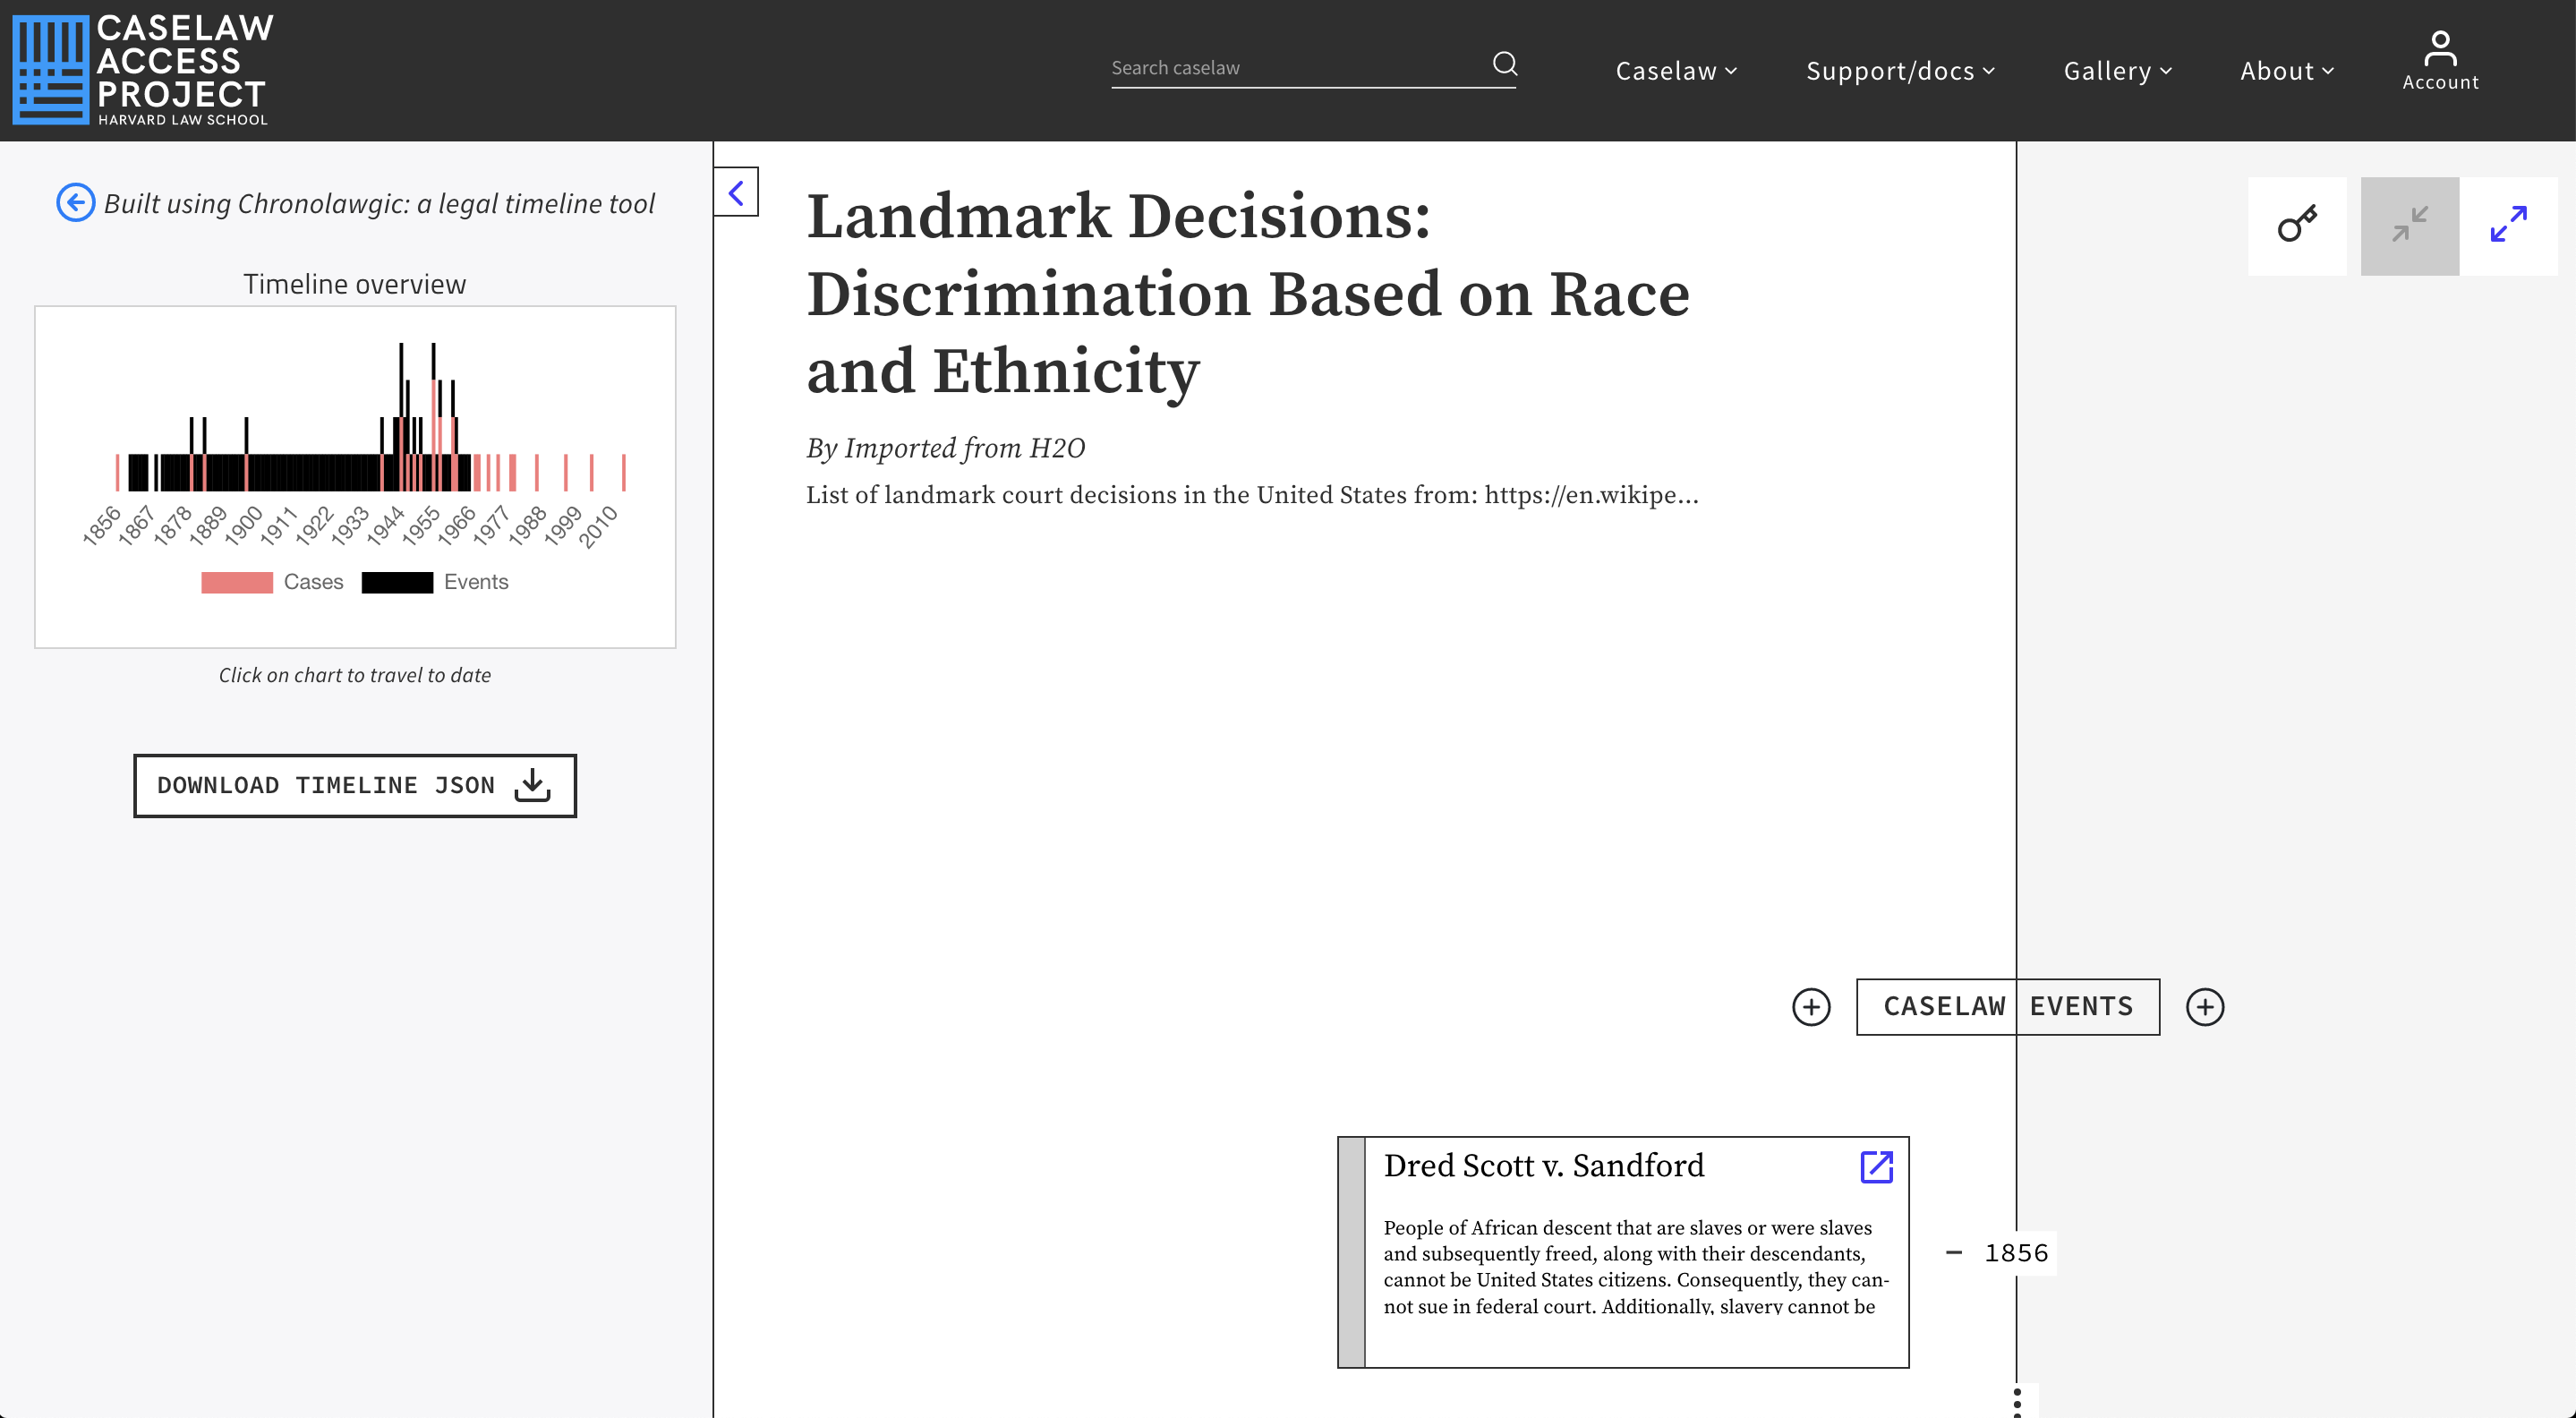 CASELAW
ACCESS
PROJECT
HARVARD LAW SCHOOL
Search caselaw
Caselaw
Support/docs
Gallery
About
Account
Built using Chronolawgic: a legal timeline tool
Timeline overview
1856 1867 1878 1889 1900 1911 1922 1933 1944 1955 1966 1977 1988 1999 2010
Cases Events
Click on chart to travel to date
DOWNLOAD TIMELINE JSON
Landmark Decisions:
Discrimination Based on Race
and Ethnicity
By Imported from H2O
List of landmark court decisions in the United States from: https://en.wikipe...
CASELAW EVENTS
Dred Scott v. Sandford
People of African descent that are slaves or were slaves
and subsequently freed, along with their descendants,
cannot be United States citizens. Consequently, they can-
not sue in federal court. Additionally, slavery cannot be
– 1856